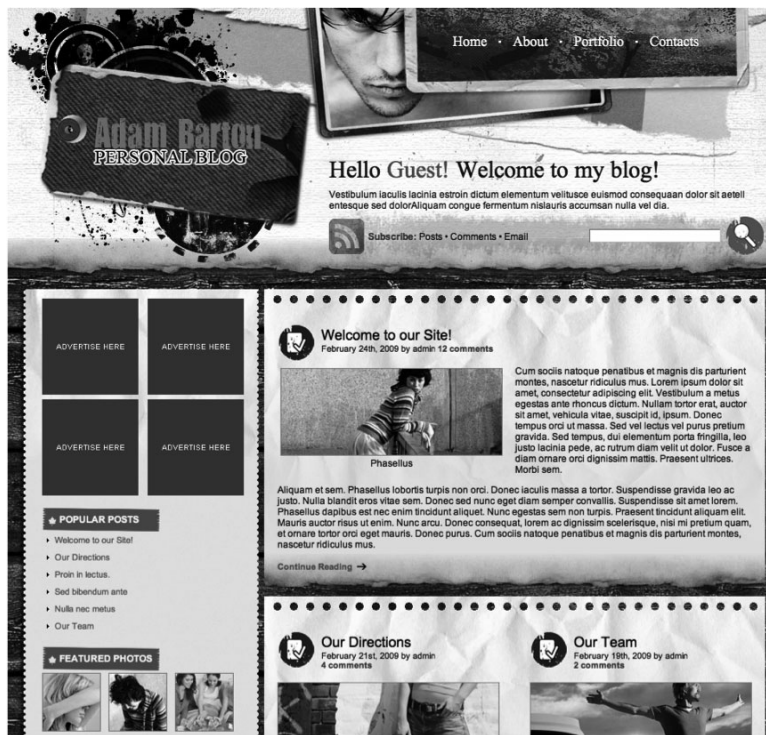 Home · About · Portfolio · Contacts
Adam Barton
PERSONAL BLOG
Hello Guest! Welcome to my blog!
Vestibulum iaculis lacinia estroin dictum elementum velitusce euismod consequaan dolor sit aetell
entesque sed dolorAliquam congue fermentum nislauris accumsan nulla vel dia.
Subscribe: Posts • Comments • Email
ADVERTISE HERE
ADVERTISE HERE
ADVERTISE HERE
ADVERTISE HERE
POPULAR POSTS
Welcome to our Site!
Our Directions
Proin in lectus.
Sed bibendum ante
Nulla nec metus
Our Team
FEATURED PHOTOS
Welcome to our Site!
February 24th, 2009 by admin 12 comments
Cum sociis natoque penatibus et magnis dis parturient
montes, nascetur ridiculus mus. Lorem ipsum dolor sit
amet, consectetur adipiscing elit. Vestibulum a metus
egestas ante rhoncus dictum. Nullam tortor erat, auctor
sit amet, vehicula vitae, suscipit id, ipsum. Donec
tempus orci ut massa. Sed vel lectus vel purus pretium
gravida. Sed tempus, dui elementum porta fringilla, leo
justo lacinia pede, ac rutrum diam velit ut dolor. Fusce a
diam ornare orci dignissim mattis. Praesent ultrices.
Morbi sem.
Phasellus
Aliquam et sem. Phasellus lobortis turpis non orci. Donec iaculis massa a tortor. Suspendisse gravida leo ac
justo. Nulla blandit eros vitae sem. Donec sed nunc eget diam semper convallis. Suspendisse sit amet lorem.
Phasellus dapibus est nec enim tincidunt aliquet. Nunc egestas sem non turpis. Praesent tincidunt aliquam elit.
Mauris auctor risus ut enim. Nunc arcu. Donec consequat, lorem ac dignissim scelerisque, nisi mi pretium quam,
et ornare tortor orci eget mauris. Donec purus. Cum sociis natoque penatibus et magnis dis parturient montes,
nascetur ridiculus mus.
Continue Reading →
Our Directions
February 21st, 2009 by admin
4 comments
Our Team
February 19th, 2009 by admin
2 comments